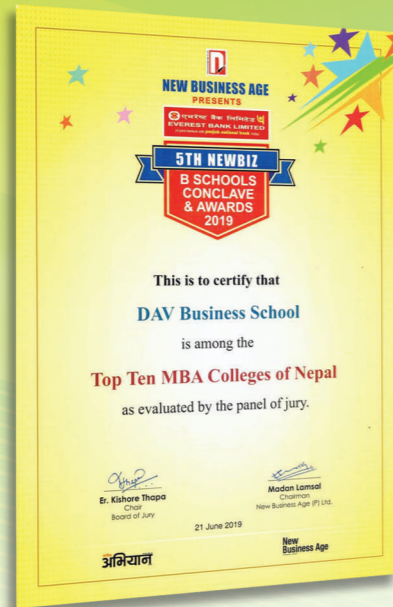 NEW BUSINESS AGE
PRESENTS
एभरेष्ट बैंक लिमिटेड
EVEREST BANK LIMITED
5TH NEWBIZ
B SCHOOLS
CONCLAVE
& AWARDS
2019
This is to certify that
DAV Business School
is among the
Top Ten MBA Colleges of Nepal
as evaluated by the panel of jury.
Er. Kishore Thapa
Chair
Board of Jury
Madan Lamsal
Chairman
New Business Age (P) Ltd.
21 June 2019
अभियान
New
Business Age